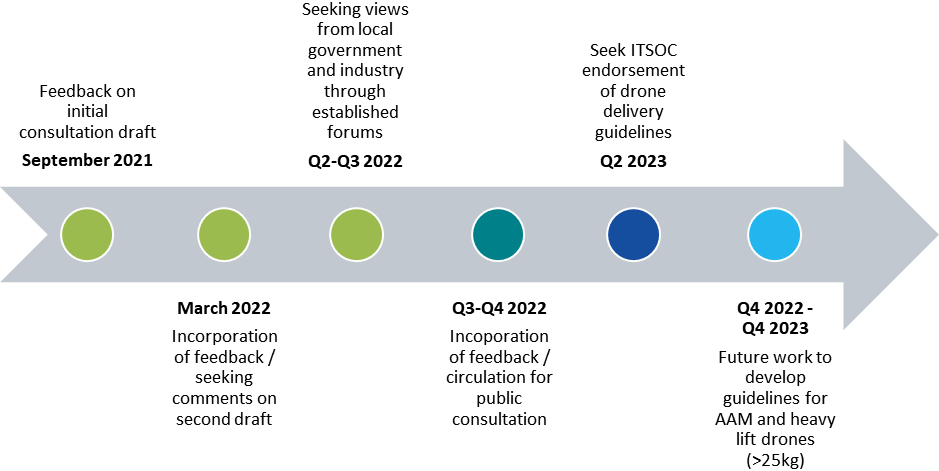 Feedback on
initial
consultation draft
September 2021
Seeking views
from local
government
and industry
through
established
forums
Q2-Q3 2022
Seek ITSOC
endorsement
of drone
delivery
guidelines
Q2 2023
March 2022
Incorporation
of feedback /
seeking
comments on
second draft
Q3-Q4 2022
Incoporation
of feedback /
circulation for
public
consultation
Q4 2022 -
Q4 2023
Future work to
develop
guidelines for
AAM and heavy
lift drones
(>25kg)